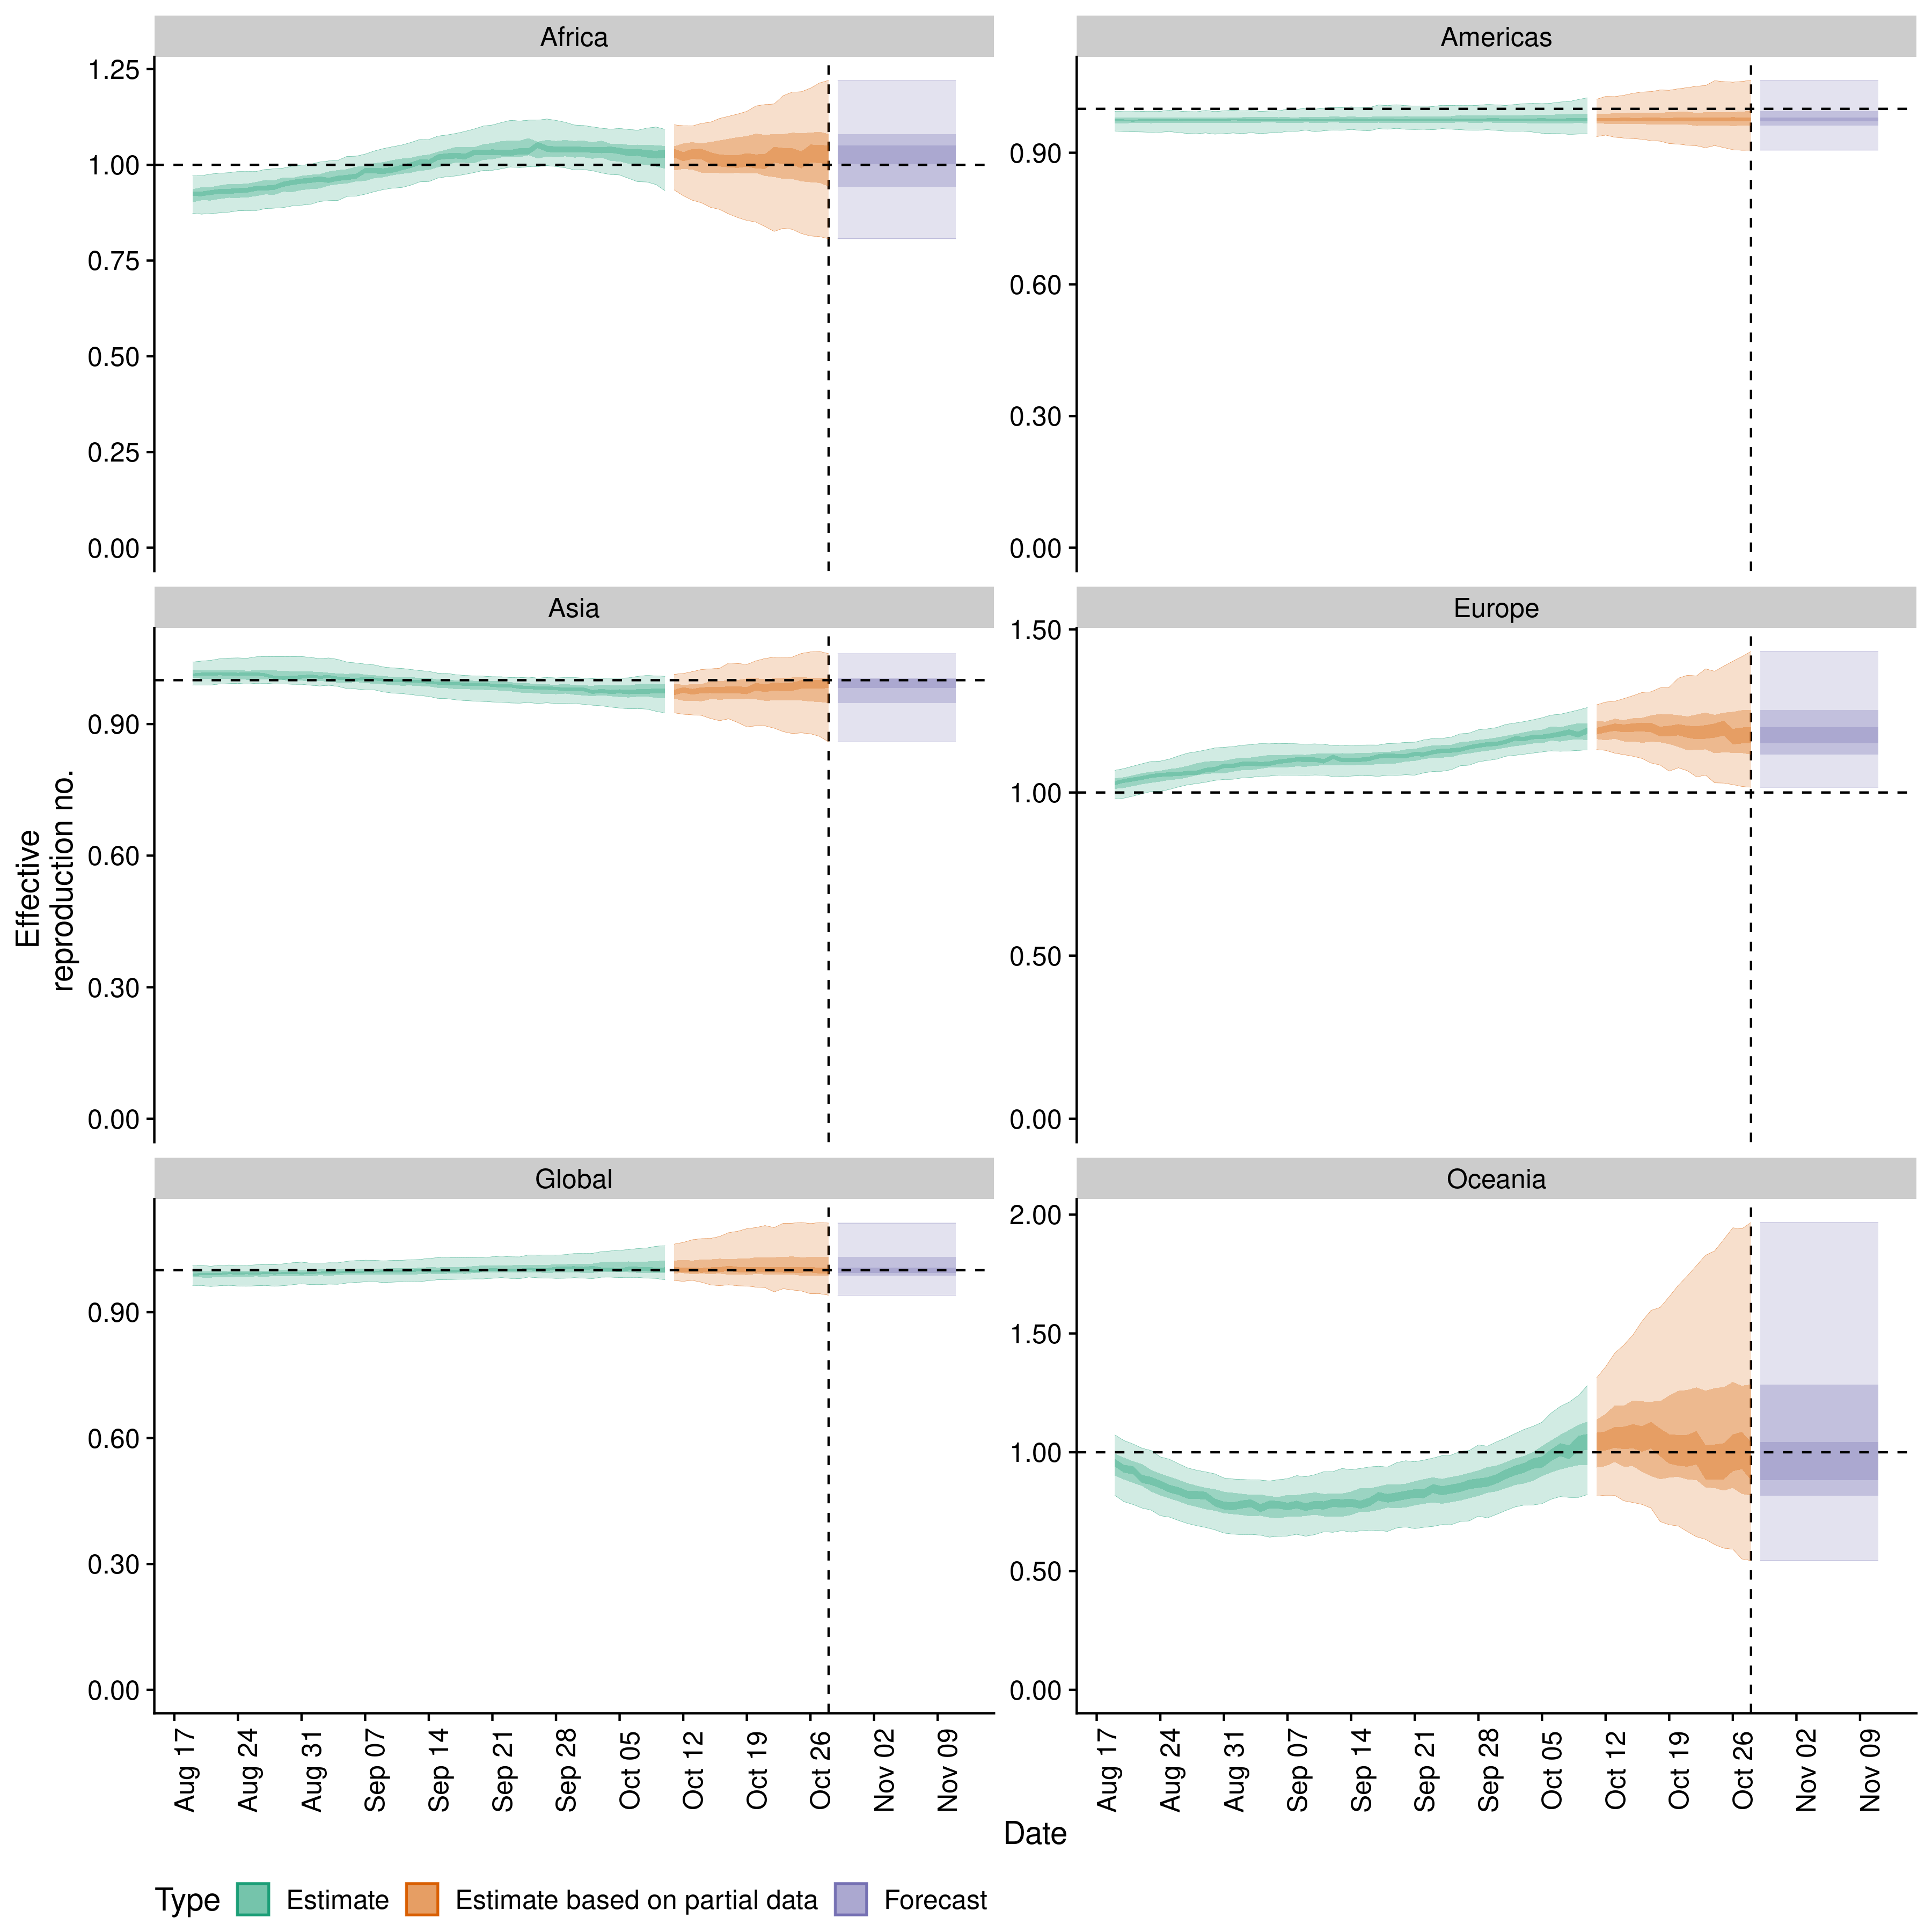 Africa
Americas
1.25
1.00
0.75
0.50
0.25
0.00
0.90
0.60
0.30
0.00
Asia
Europe
0.90
0.60
0.30
0.00
1.50
1.00
0.50
0.00
Global
Oceania
0.90
0.60
0.30
0.00
2.00
1.50
1.00
0.50
0.00
Effective
reproduction no.
Aug 17
Aug 24
Aug 31
Sep 07
Sep 14
Sep 21
Sep 28
Oct 05
Oct 12
Oct 19
Oct 26
Nov 02
Nov 09
Aug 17
Aug 24
Aug 31
Sep 07
Sep 14
Sep 21
Sep 28
Oct 05
Oct 12
Oct 19
Oct 26
Nov 02
Nov 09
Date
Type Estimate Estimate based on partial data Forecast